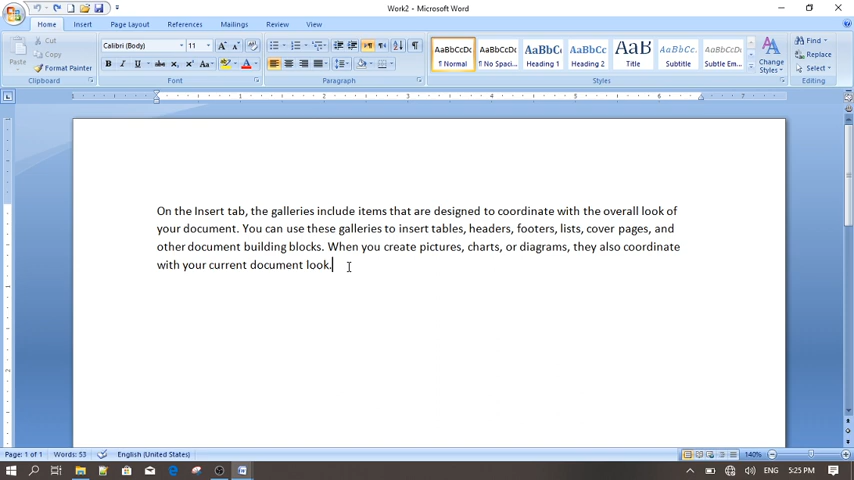 Work2 - Microsoft Word
Home Insert Page Layout References Mailings Review View
Paste
Cut
Copy
Format Painter
Clipboard
Calibri (Body) 11
Font
Paragraph
AaBbCcDc AaBbCcDc AaBbCc AaBbCc AaB AaBbCc. AaBbCcDc
¶ Normal ¶ No Spaci... Heading 1 Heading 2 Title Subtitle Subtle Em...
Change
Styles
Styles
Find
Replace
Select
Editing
On the Insert tab, the galleries include items that are designed to coordinate with the overall look of
your document. You can use these galleries to insert tables, headers, footers, lists, cover pages, and
other document building blocks. When you create pictures, charts, or diagrams, they also coordinate
with your current document look.
Page: 1 of 1 Words: 53 English (United States) 140%
ENG 5:25 PM